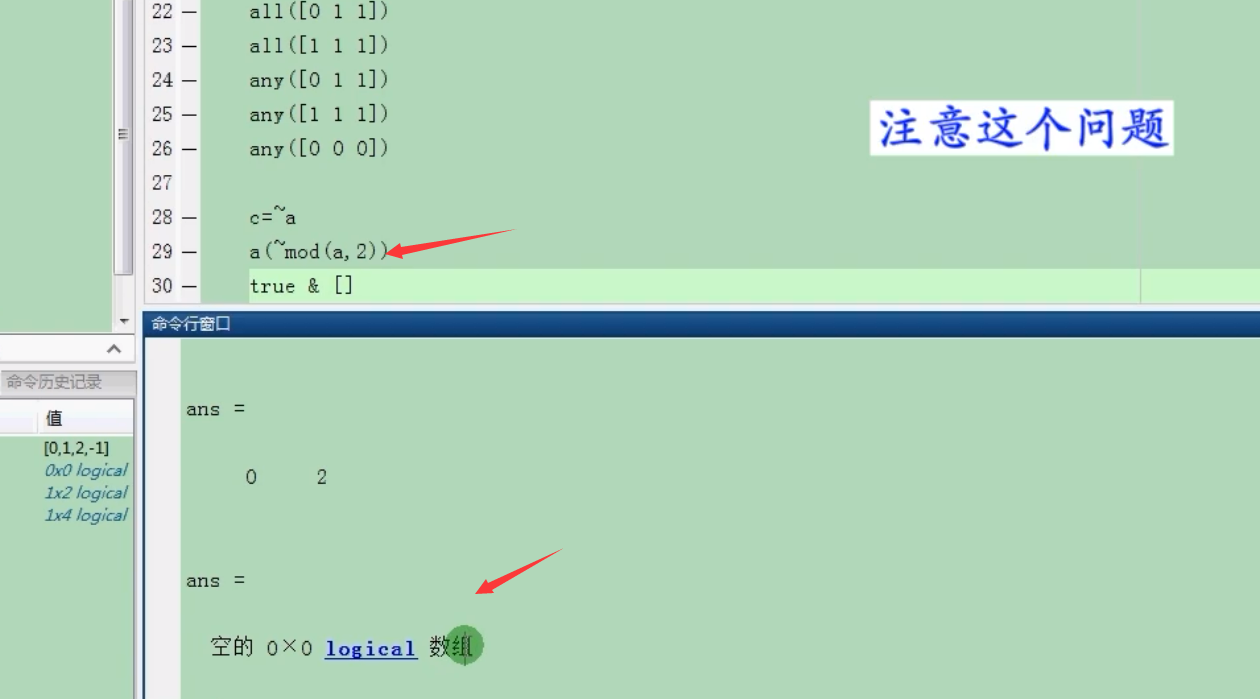 22 — all([0 1 1])
23 — all([1 1 1])
24 — any([0 1 1])
25 — any([1 1 1])
26 — any([0 0 0])
27
28 — c=~a
29 — a(~mod(a,2))
30 — true & []
注意这个问题
命令行窗口
命令历史记录
值
[0,1,2,-1]
0x0 logical
1x2 logical
1x4 logical
ans =
0 2
ans =
空的 0×0 logical 数组